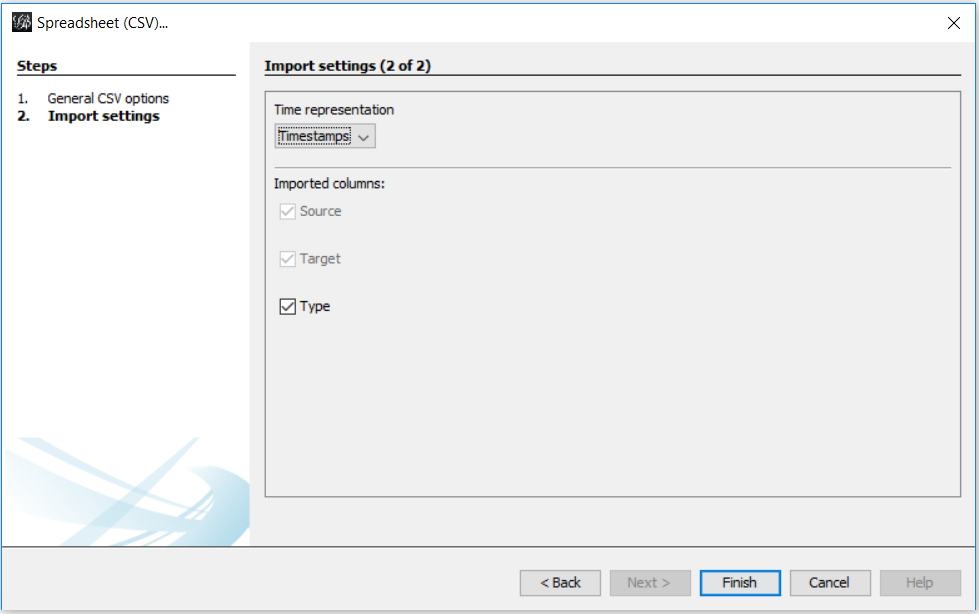 Spreadsheet (CSV)...
Steps
1. General CSV options
2. Import settings
Import settings (2 of 2)
Time representation
Timestamps
Imported columns:
Source
Target
Type
< Back Next > Finish Cancel Help